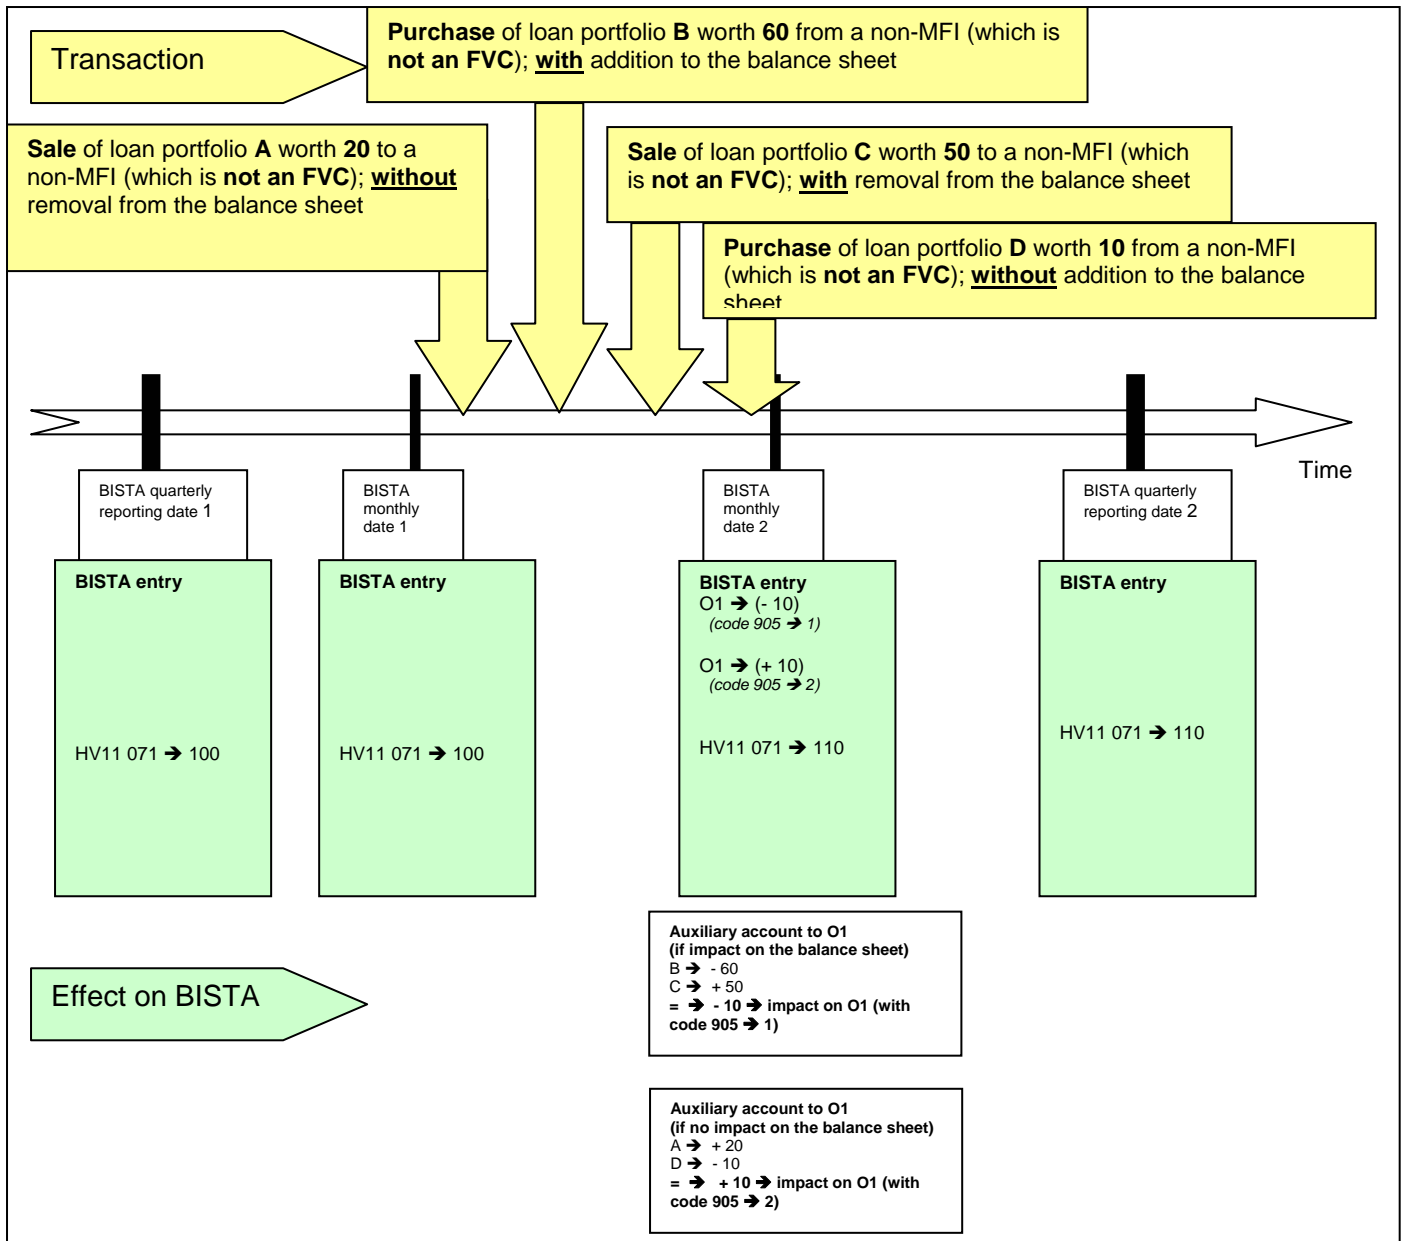 Transaction
Purchase of loan portfolio B worth 60 from a non-MFI (which is
not an FVC); with addition to the balance sheet
Sale of loan portfolio A worth 20 to a
non-MFI (which is not an FVC); without
removal from the balance sheet
Sale of loan portfolio C worth 50 to a non-MFI (which
is not an FVC); with removal from the balance sheet
Purchase of loan portfolio D worth 10 from a non-MFI
(which is not an FVC); without addition to the balance
sheet
Time
BISTA quarterly
reporting date 1
BISTA
monthly
date 1
BISTA
monthly
date 2
BISTA quarterly
reporting date 2
BISTA entry
HV11 071 ➔ 100
BISTA entry
HV11 071 ➔ 100
BISTA entry
O1 ➔ (- 10)
(code 905 ➔ 1)
O1 ➔ (+ 10)
(code 905 ➔ 2)
HV11 071 ➔ 110
BISTA entry
HV11 071 ➔ 110
Effect on BISTA
Auxiliary account to O1
(if impact on the balance sheet)
B ➔ - 60
C ➔ + 50
= ➔ - 10 ➔ impact on O1 (with
code 905 ➔ 1)
Auxiliary account to O1
(if no impact on the balance sheet)
A ➔ + 20
D ➔ - 10
= ➔ + 10 ➔ impact on O1 (with
code 905 ➔ 2)